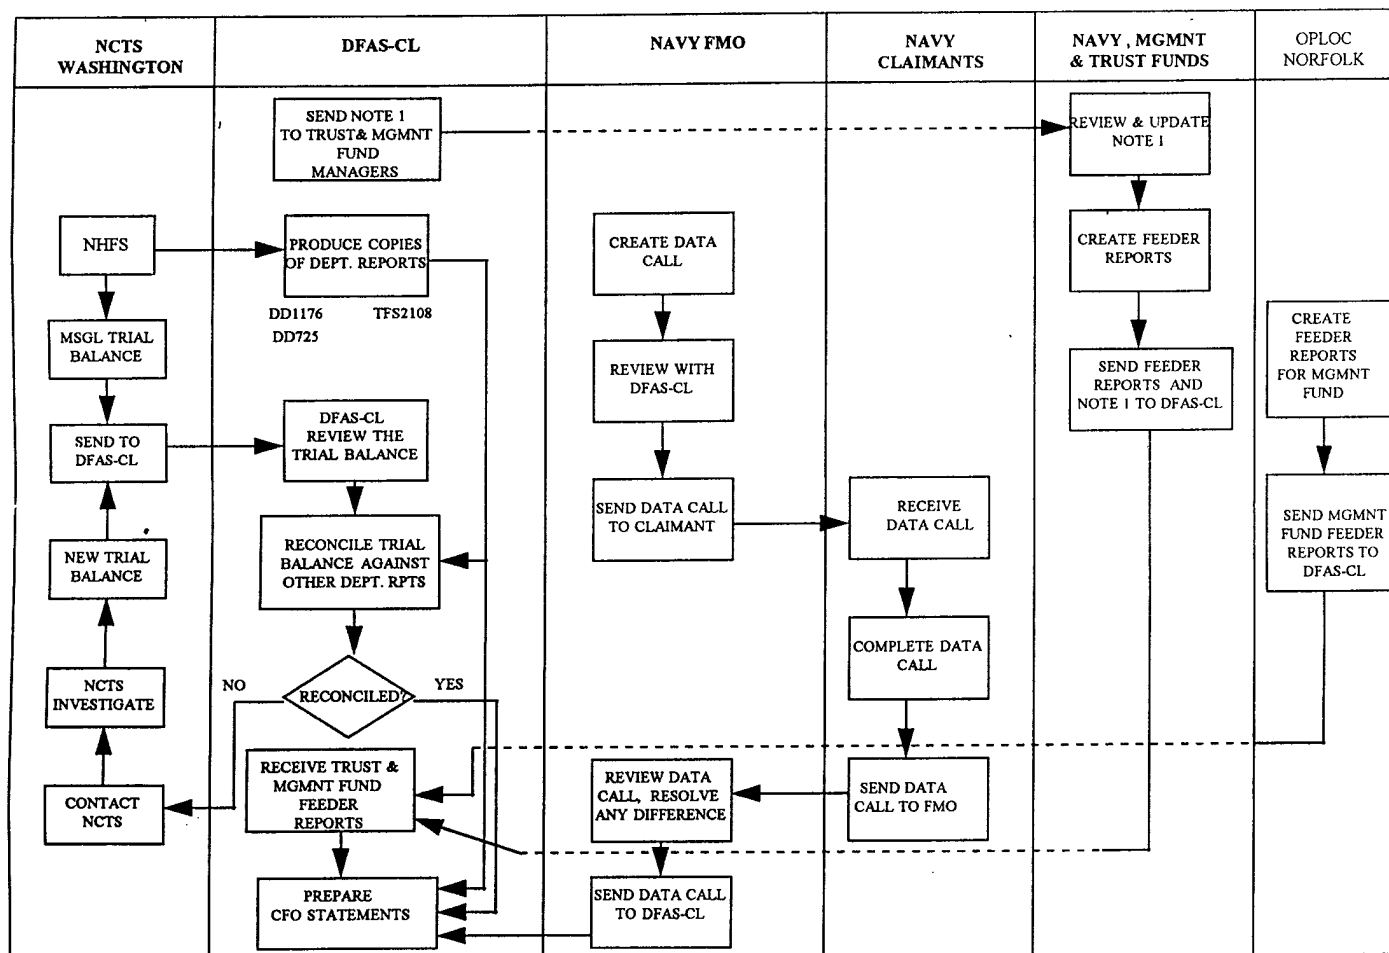 NCTS
WASHINGTON
DFAS-CL
NAVY FMO
NAVY
CLAIMANTS
NAVY , MGMNT
& TRUST FUNDS
OPLOC
NORFOLK
SEND NOTE 1
TO TRUST& MGMNT
FUND
MANAGERS
REVIEW & UPDATE
NOTE 1
NHFS
PRODUCE COPIES
OF DEPT. REPORTS
DD1176
TFS2108
DD725
CREATE DATA
CALL
CREATE FEEDER
REPORTS
MSGL TRIAL
BALANCE
REVIEW WITH
DFAS-CL
SEND FEEDER
REPORTS AND
NOTE 1 TO DFAS-CL
CREATE
FEEDER
REPORTS
FOR MGMNT
FUND
SEND TO
DFAS-CL
DFAS-CL
REVIEW THE
TRIAL BALANCE
SEND DATA CALL
TO CLAIMANT
RECEIVE
DATA CALL
SEND MGMNT
FUND FEEDER
REPORTS TO
DFAS-CL
NEW TRIAL
BALANCE
RECONCILE TRIAL
BALANCE AGAINST
OTHER DEPT. RPTS
COMPLETE DATA
CALL
NCTS
INVESTIGATE
NO
RECONCILED?
YES
CONTACT
NCTS
RECEIVE TRUST &
MGMNT FUND
FEEDER
REPORTS
REVIEW DATA
CALL, RESOLVE
ANY DIFFERENCE
SEND DATA
CALL TO FMO
PREPARE
CFO STATEMENTS
SEND DATA CALL
TO DFAS-CL